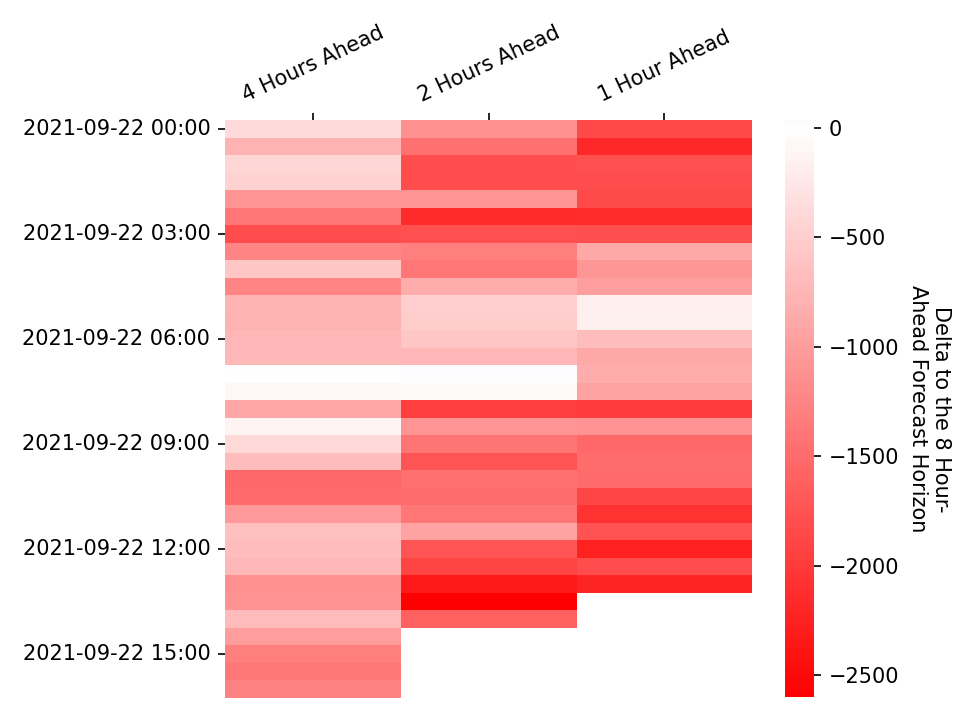 4 Hours Ahead
2 Hours Ahead
1 Hour Ahead
2021-09-22 00:00
2021-09-22 03:00
2021-09-22 06:00
2021-09-22 09:00
2021-09-22 12:00
2021-09-22 15:00
0
−500
−1000
−1500
−2000
−2500
Delta to the 8 Hour-
Ahead Forecast Horizon